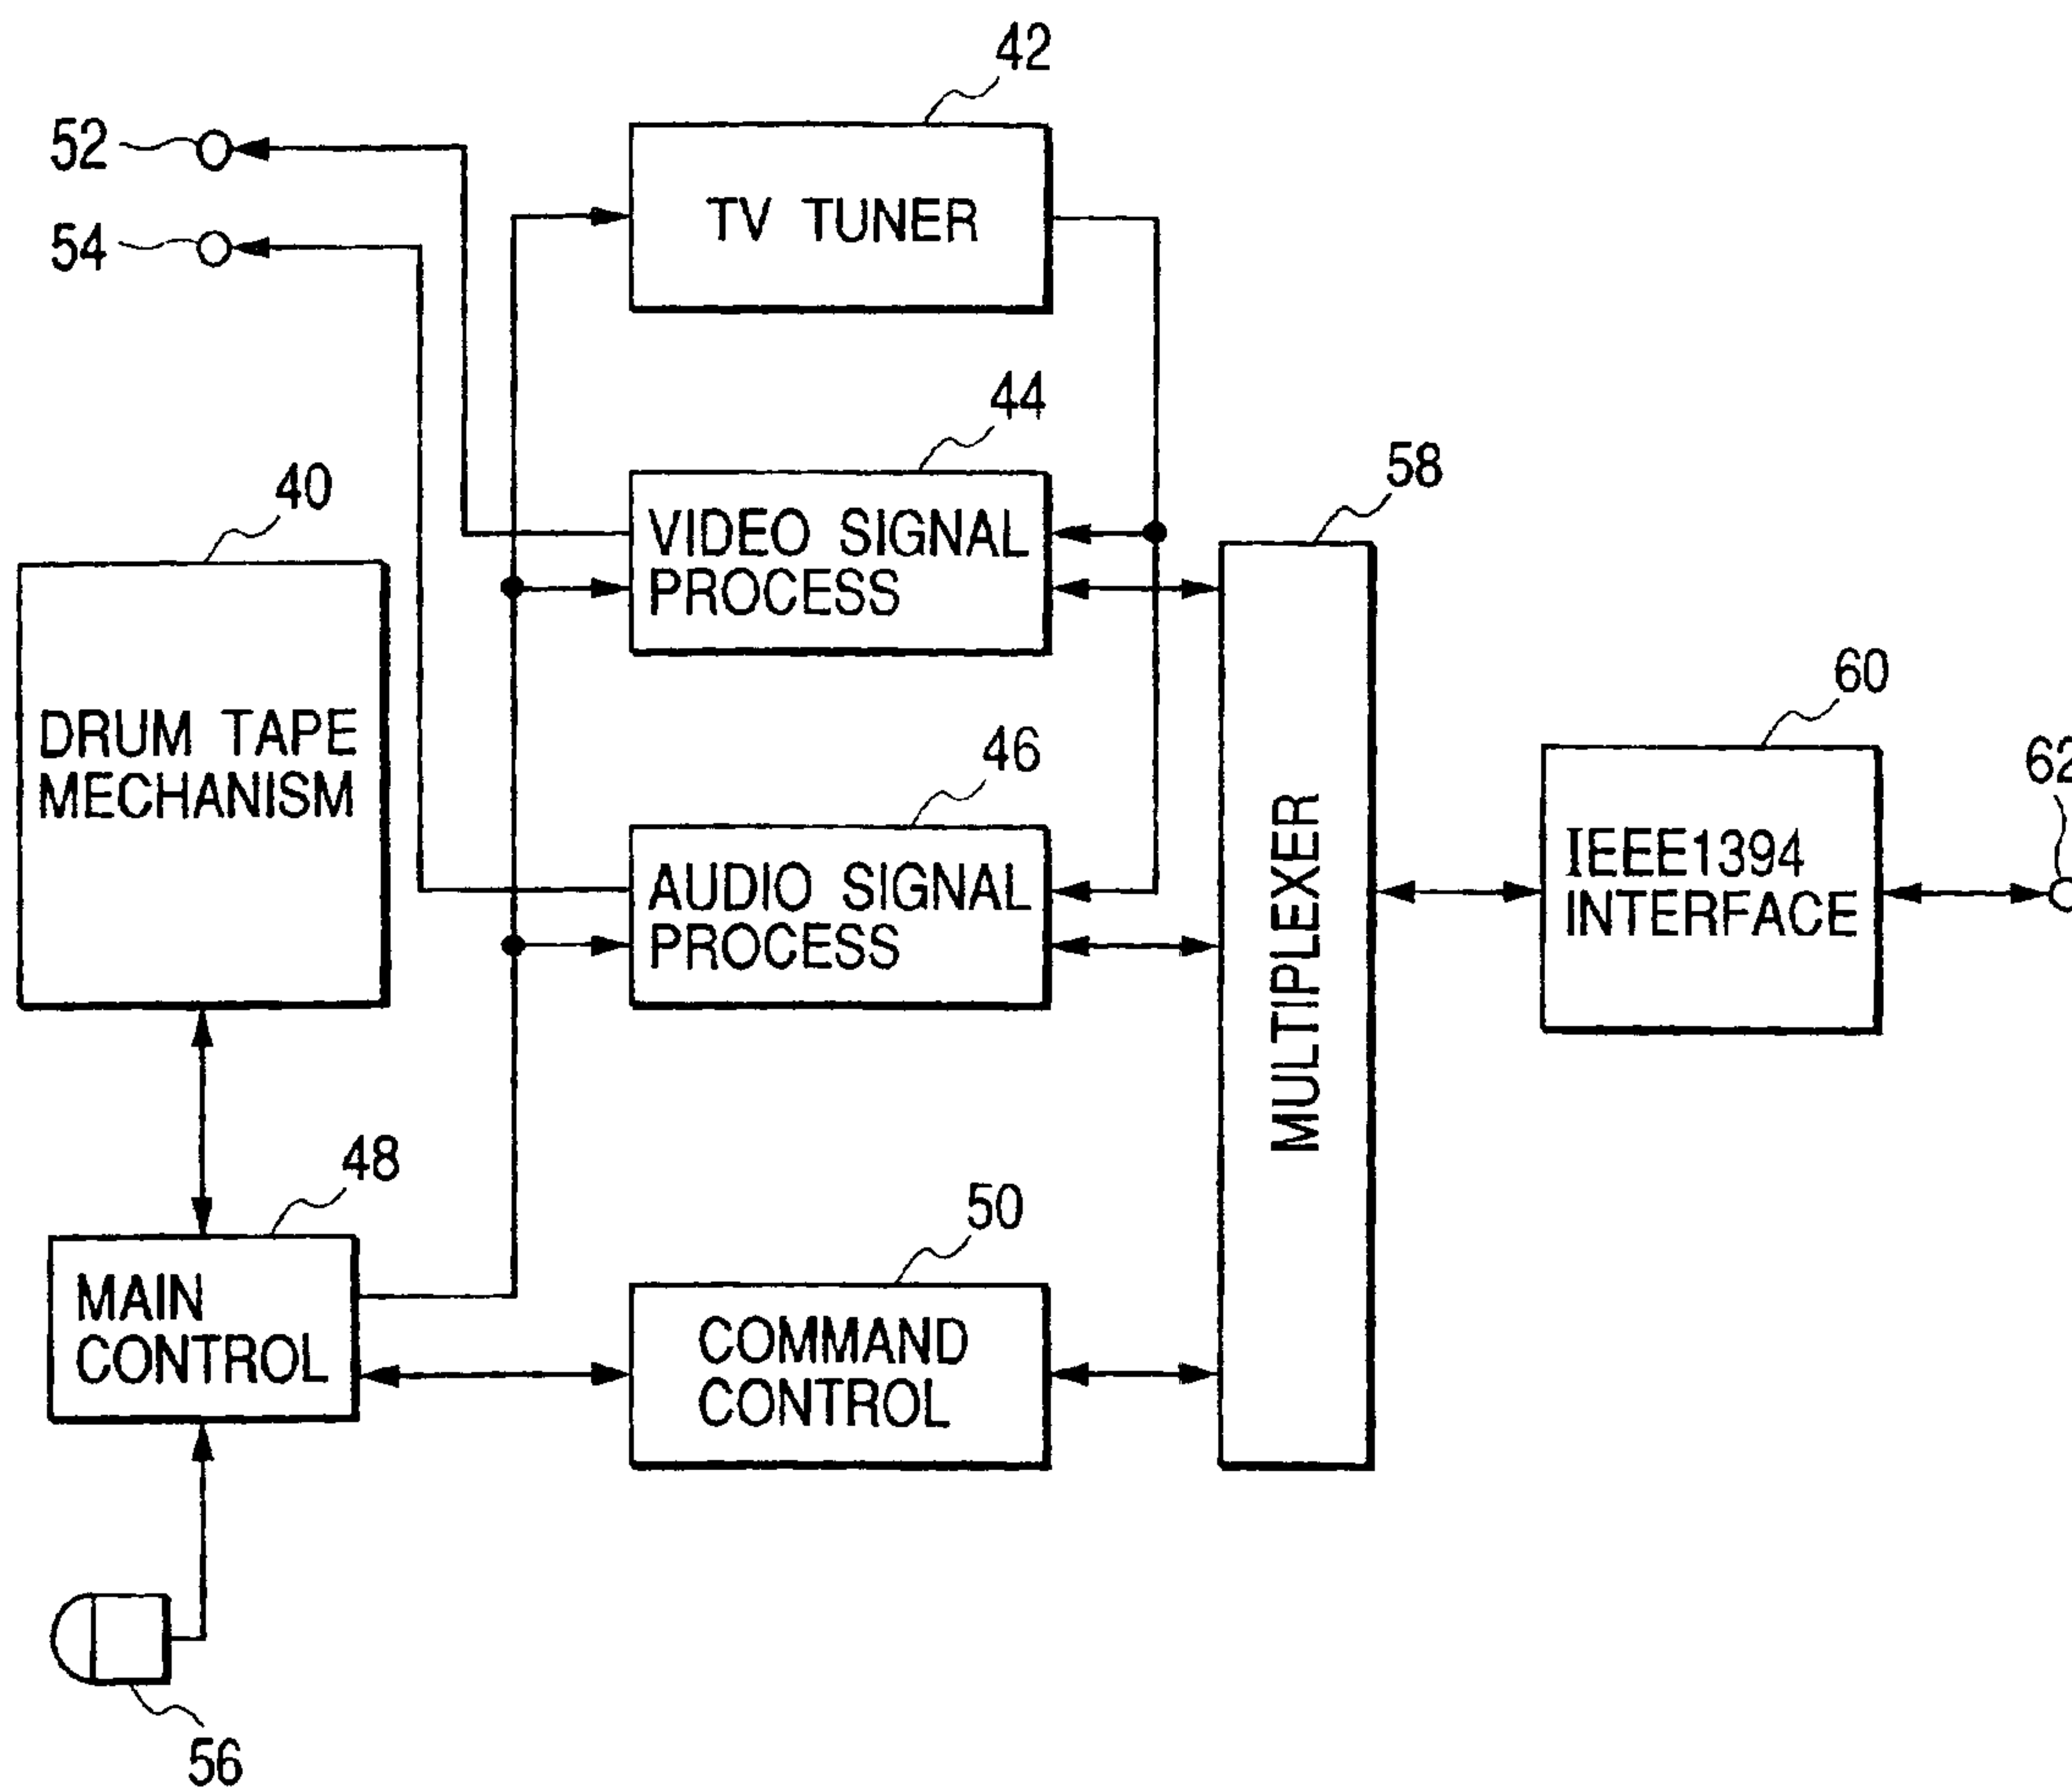 42
52
TV TUNER
54
44
58
40
VIDEO SIGNAL
PROCESS
60
DRUM TAPE
MECHANISM
46
62
MULTIPLEXER
IEEE1394
INTERFACE
AUDIO SIGNAL
PROCESS
48
50
MAIN
CONTROL
COMMAND
CONTROL
56